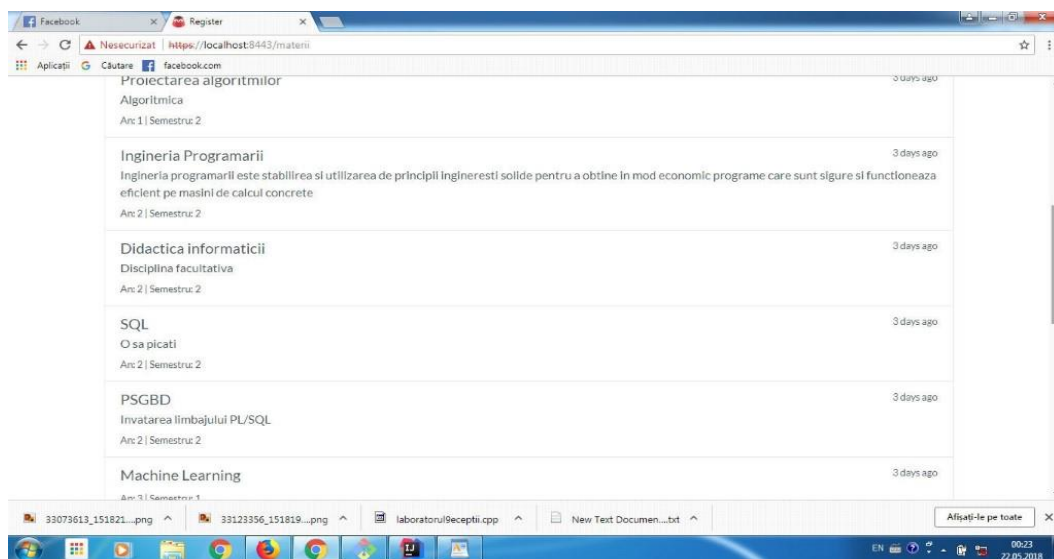 Facebook
Register
Nesecurizat | https://localhost:8443/materii
Aplicații Căutare facebook.com
Proiectarea algoritmilor 3 days ago
Algoritmica
An: 1 | Semestru: 2
Ingineria Programarii 3 days ago
Ingineria programarii este stabilirea si utilizarea de principii ingineresti solide pentru a obtine in mod economic programe care sunt sigure si functioneaza
eficient pe masini de calcul concrete
An: 2 | Semestru: 2
Didactica informaticii 3 days ago
Disciplina facultativa
An: 2 | Semestru: 2
SQL 3 days ago
O sa picati
An: 2 | Semestru: 2
PSGBD 3 days ago
Invatarea limbajului PL/SQL
An: 2 | Semestru: 2
Machine Learning 3 days ago
An: 3 | Semestru: 1
33073613_151821....png 33123356_151819....png laboratorul9exceptii.cpp New Text Documen....txt Afișați-le pe toate
EN 00:23
22.05.2018